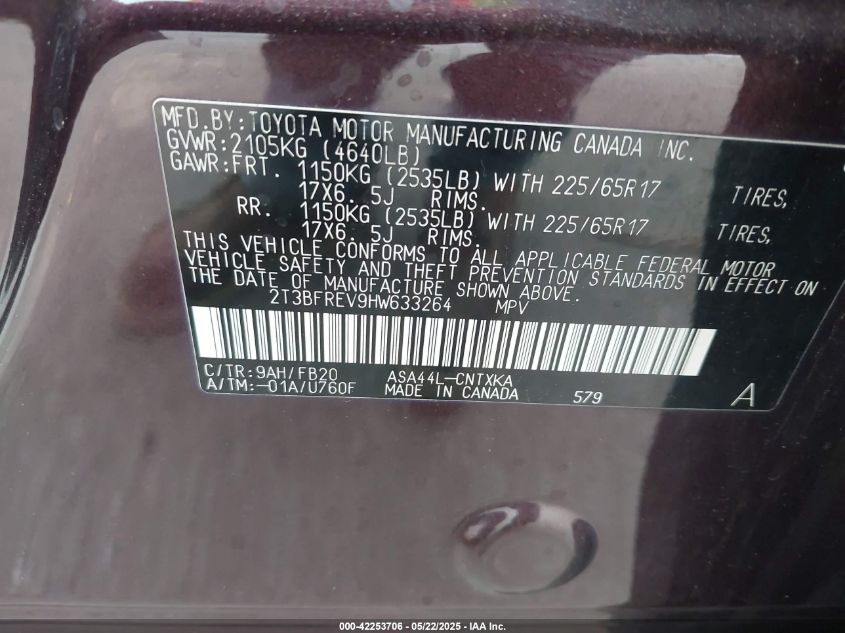 MFD.BY:TOYOTA MOTOR MANUFACTURING CANADA INC.
GVWR:2105KG (4640LB)
GAWR:FRT. 1150KG (2535LB) WITH 225/65R17 TIRES,
17X6. 5J RIMS.
RR. 1150KG (2535LB) WITH 225/65R17 TIRES,
17X6. 5J RIMS.
THIS VEHICLE CONFORMS TO ALL APPLICABLE FEDERAL MOTOR
VEHICLE SAFETY AND THEFT PREVENTION STANDARDS IN EFFECT ON
THE DATE OF MANUFACTURE SHOWN ABOVE.
2T3BFREV9HW633264 MPV
C/TR:9AH/FB20 ASA44L-CNTXKA
A/TM:-01A/U760F MADE IN CANADA 579 A
000-42253706 - 05/22/2025 - IAA Inc.